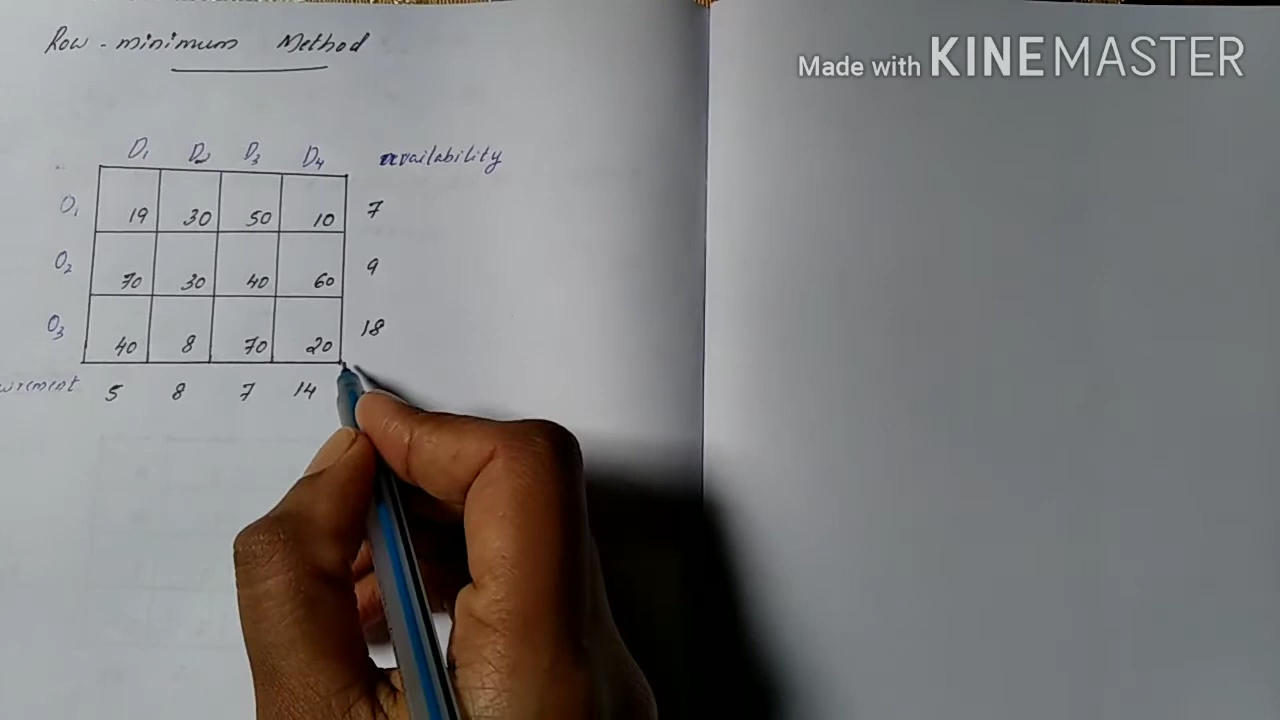 Row - minimum Method
Made with KINEMASTER
D1 D2 D3 D4 availability
O1 19 30 50 10 7
O2 70 30 40 60 9
O3 40 8 70 20 18
5 8 7 14